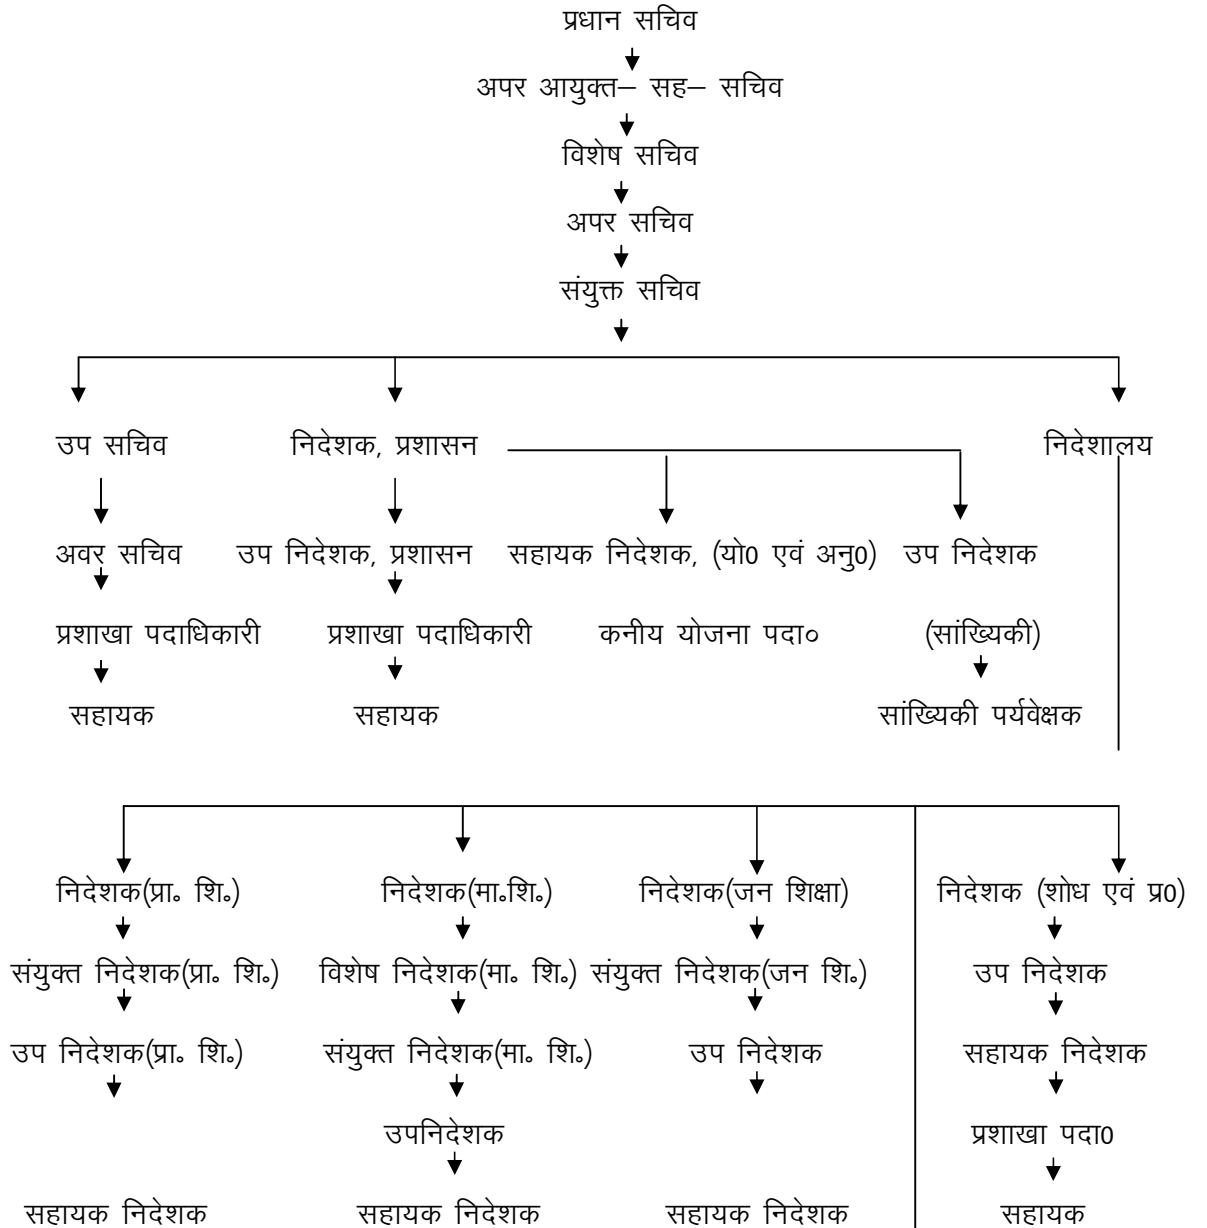 प्रधान सचिव
अपर आयुक्त– सह– सचिव
विशेष सचिव
अपर सचिव
संयुक्त सचिव
उप सचिव निदेशक, प्रशासन निदेशालय
अवर सचिव उप निदेशक, प्रशासन सहायक निदेशक, (यो0 एवं अनु0) उप निदेशक
प्रशाखा पदाधिकारी प्रशाखा पदाधिकारी कनीय योजना पदा० (सांख्यिकी)
सहायक सहायक सांख्यिकी पर्यवेक्षक
निदेशक(प्रा० शि०) निदेशक(मा०शि०) निदेशक(जन शिक्षा) निदेशक (शोध एवं प्र0)
संयुक्त निदेशक(प्रा० शि०) विशेष निदेशक(मा० शि०) संयुक्त निदेशक(जन शि०) उप निदेशक
उप निदेशक(प्रा० शि०) संयुक्त निदेशक(मा० शि०) उप निदेशक सहायक निदेशक
उपनिदेशक प्रशाखा पदा0
सहायक निदेशक सहायक निदेशक सहायक निदेशक सहायक